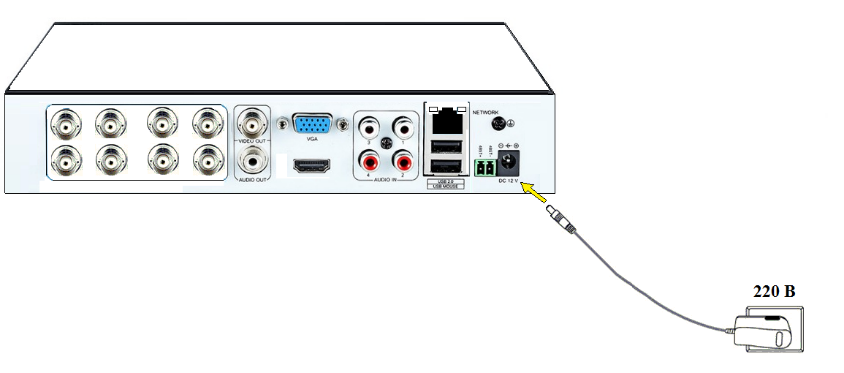 NETWORK
VIDEO OUT
VGA
3
1
AUDIO OUT
4
2
AUDIO IN
USB 2.0
USB MOUSE
DC 12 V
220 В